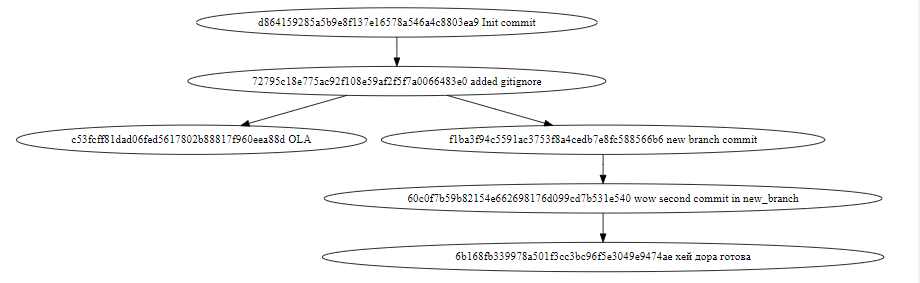 d864159285a5b9e8f137e16578a546a4c8803ea9 Init commit
72795c18e775ac92f108e59af2f5f7a0066483e0 added gitignore
c53fcff81dad06fed5617802b88817f960eea88d OLA
f1ba3f94c5591ac3753f8a4cedb7e8fc588566b6 new branch commit
60c0f7b59b82154e662698176d099cd7b531e540 wow second commit in new_branch
6b168fb339978a501f3cc3bc96f5e3049e9474ae хей дора готова